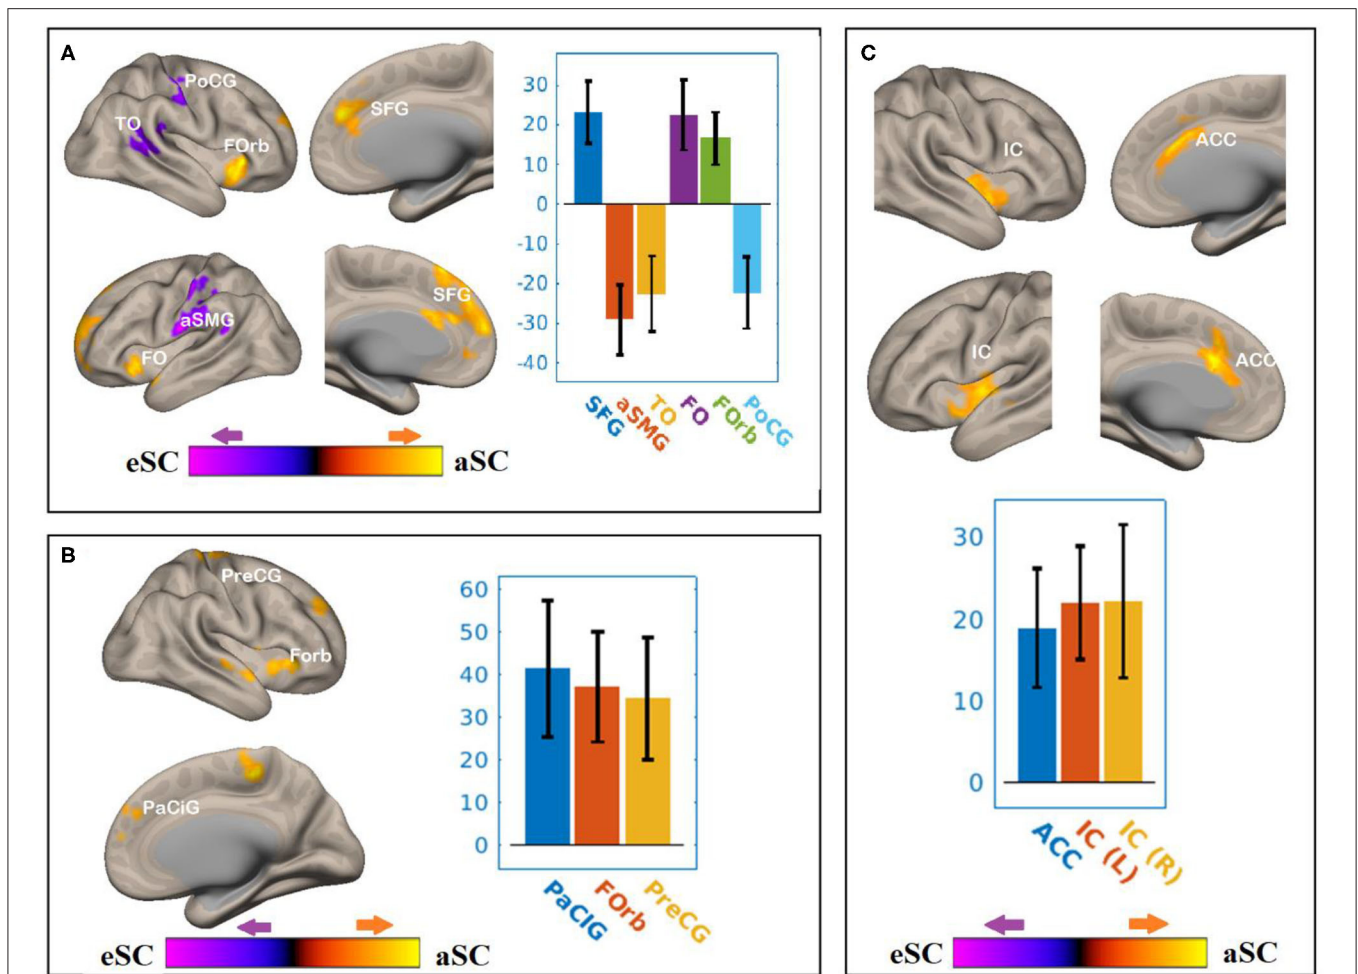 A
PoCG
TO
FOrb
SFG
aSMG
FO
SFG
30
20
10
0
-10
-20
-30
-40
SFG
aSMG
TO
FO
FOrb
PoCG
eSC
aSC
B
PreCG
Forb
PaCiG
60
50
40
30
20
10
0
PaCIG
FOrb
PreCG
eSC
aSC
C
IC
ACC
IC
ACC
30
20
10
0
ACC
IC (L)
IC (R)
eSC
aSC